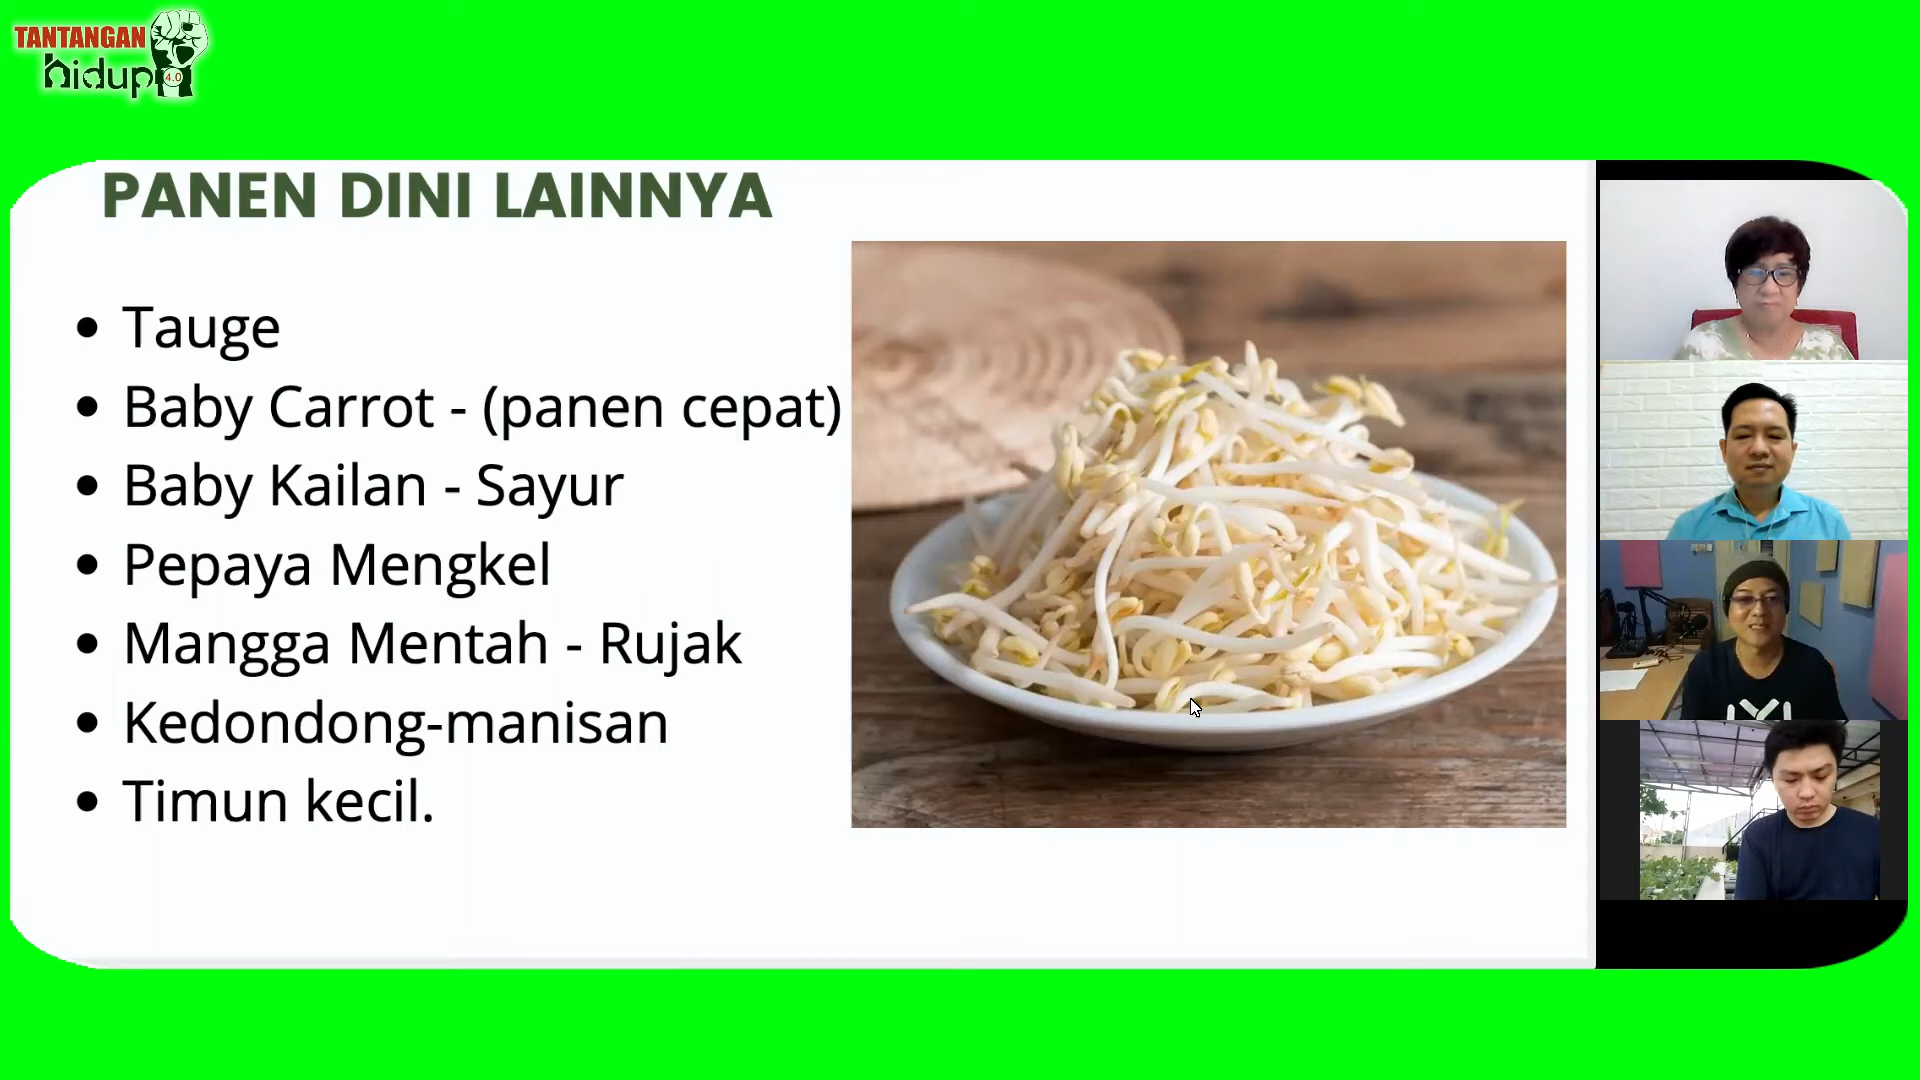 TANTANGAN
hidup
4.0
PANEN DINI LAINNYA
• Tauge
• Baby Carrot - (panen cepat)
• Baby Kailan - Sayur
• Pepaya Mengkel
• Mangga Mentah - Rujak
• Kedondong-manisan
• Timun kecil.